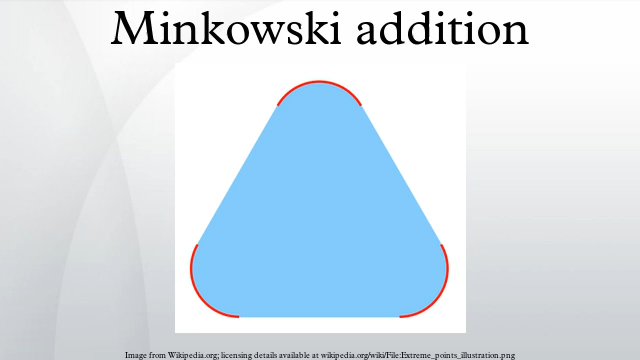 Minkowski addition
Image from Wikipedia.org; licensing details available at wikipedia.org/wiki/File:Extreme_points_illustration.png